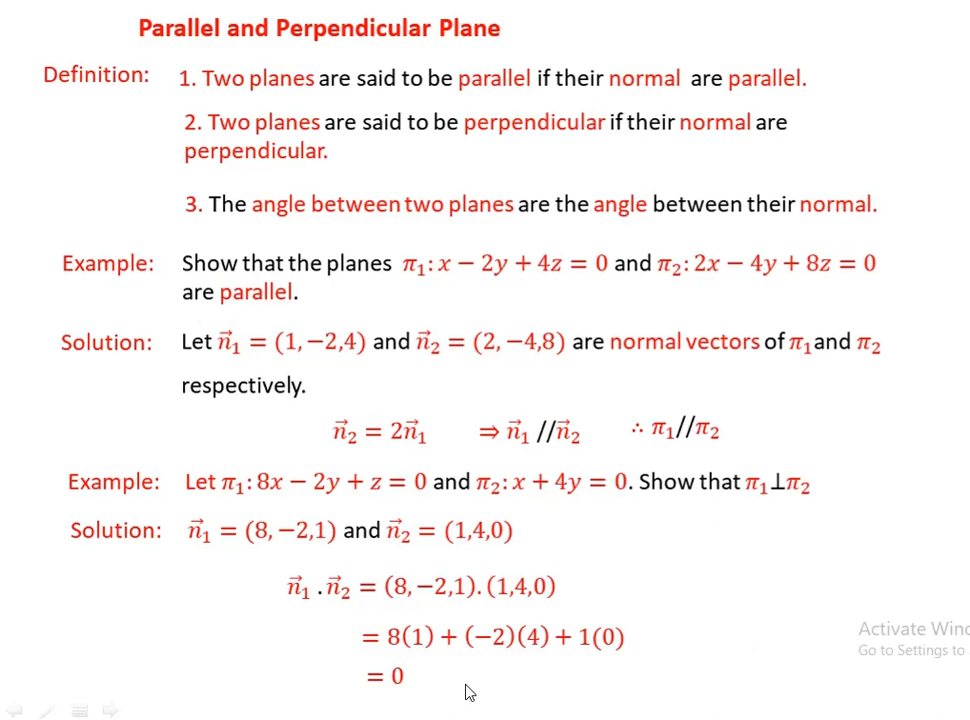 Parallel and Perpendicular Plane
Definition: 1. Two planes are said to be parallel if their normal are parallel.
2. Two planes are said to be perpendicular if their normal are
perpendicular.
3. The angle between two planes are the angle between their normal.
Example: Show that the planes π₁: x − 2y + 4z = 0 and π₂: 2x − 4y + 8z = 0
are parallel.
Solution: Let n⃗₁ = (1, −2,4) and n⃗₂ = (2, −4,8) are normal vectors of π₁and π₂
respectively.
n⃗₂ = 2n⃗₁ ⇒ n⃗₁ //n⃗₂ ∴ π₁//π₂
Example: Let π₁: 8x − 2y + z = 0 and π₂: x + 4y = 0. Show that π₁⊥π₂
Solution: n⃗₁ = (8, −2,1) and n⃗₂ = (1,4,0)
n⃗₁ . n⃗₂ = (8, −2,1). (1,4,0)
= 8(1) + (−2)(4) + 1(0)
= 0
Activate Wind
Go to Settings to